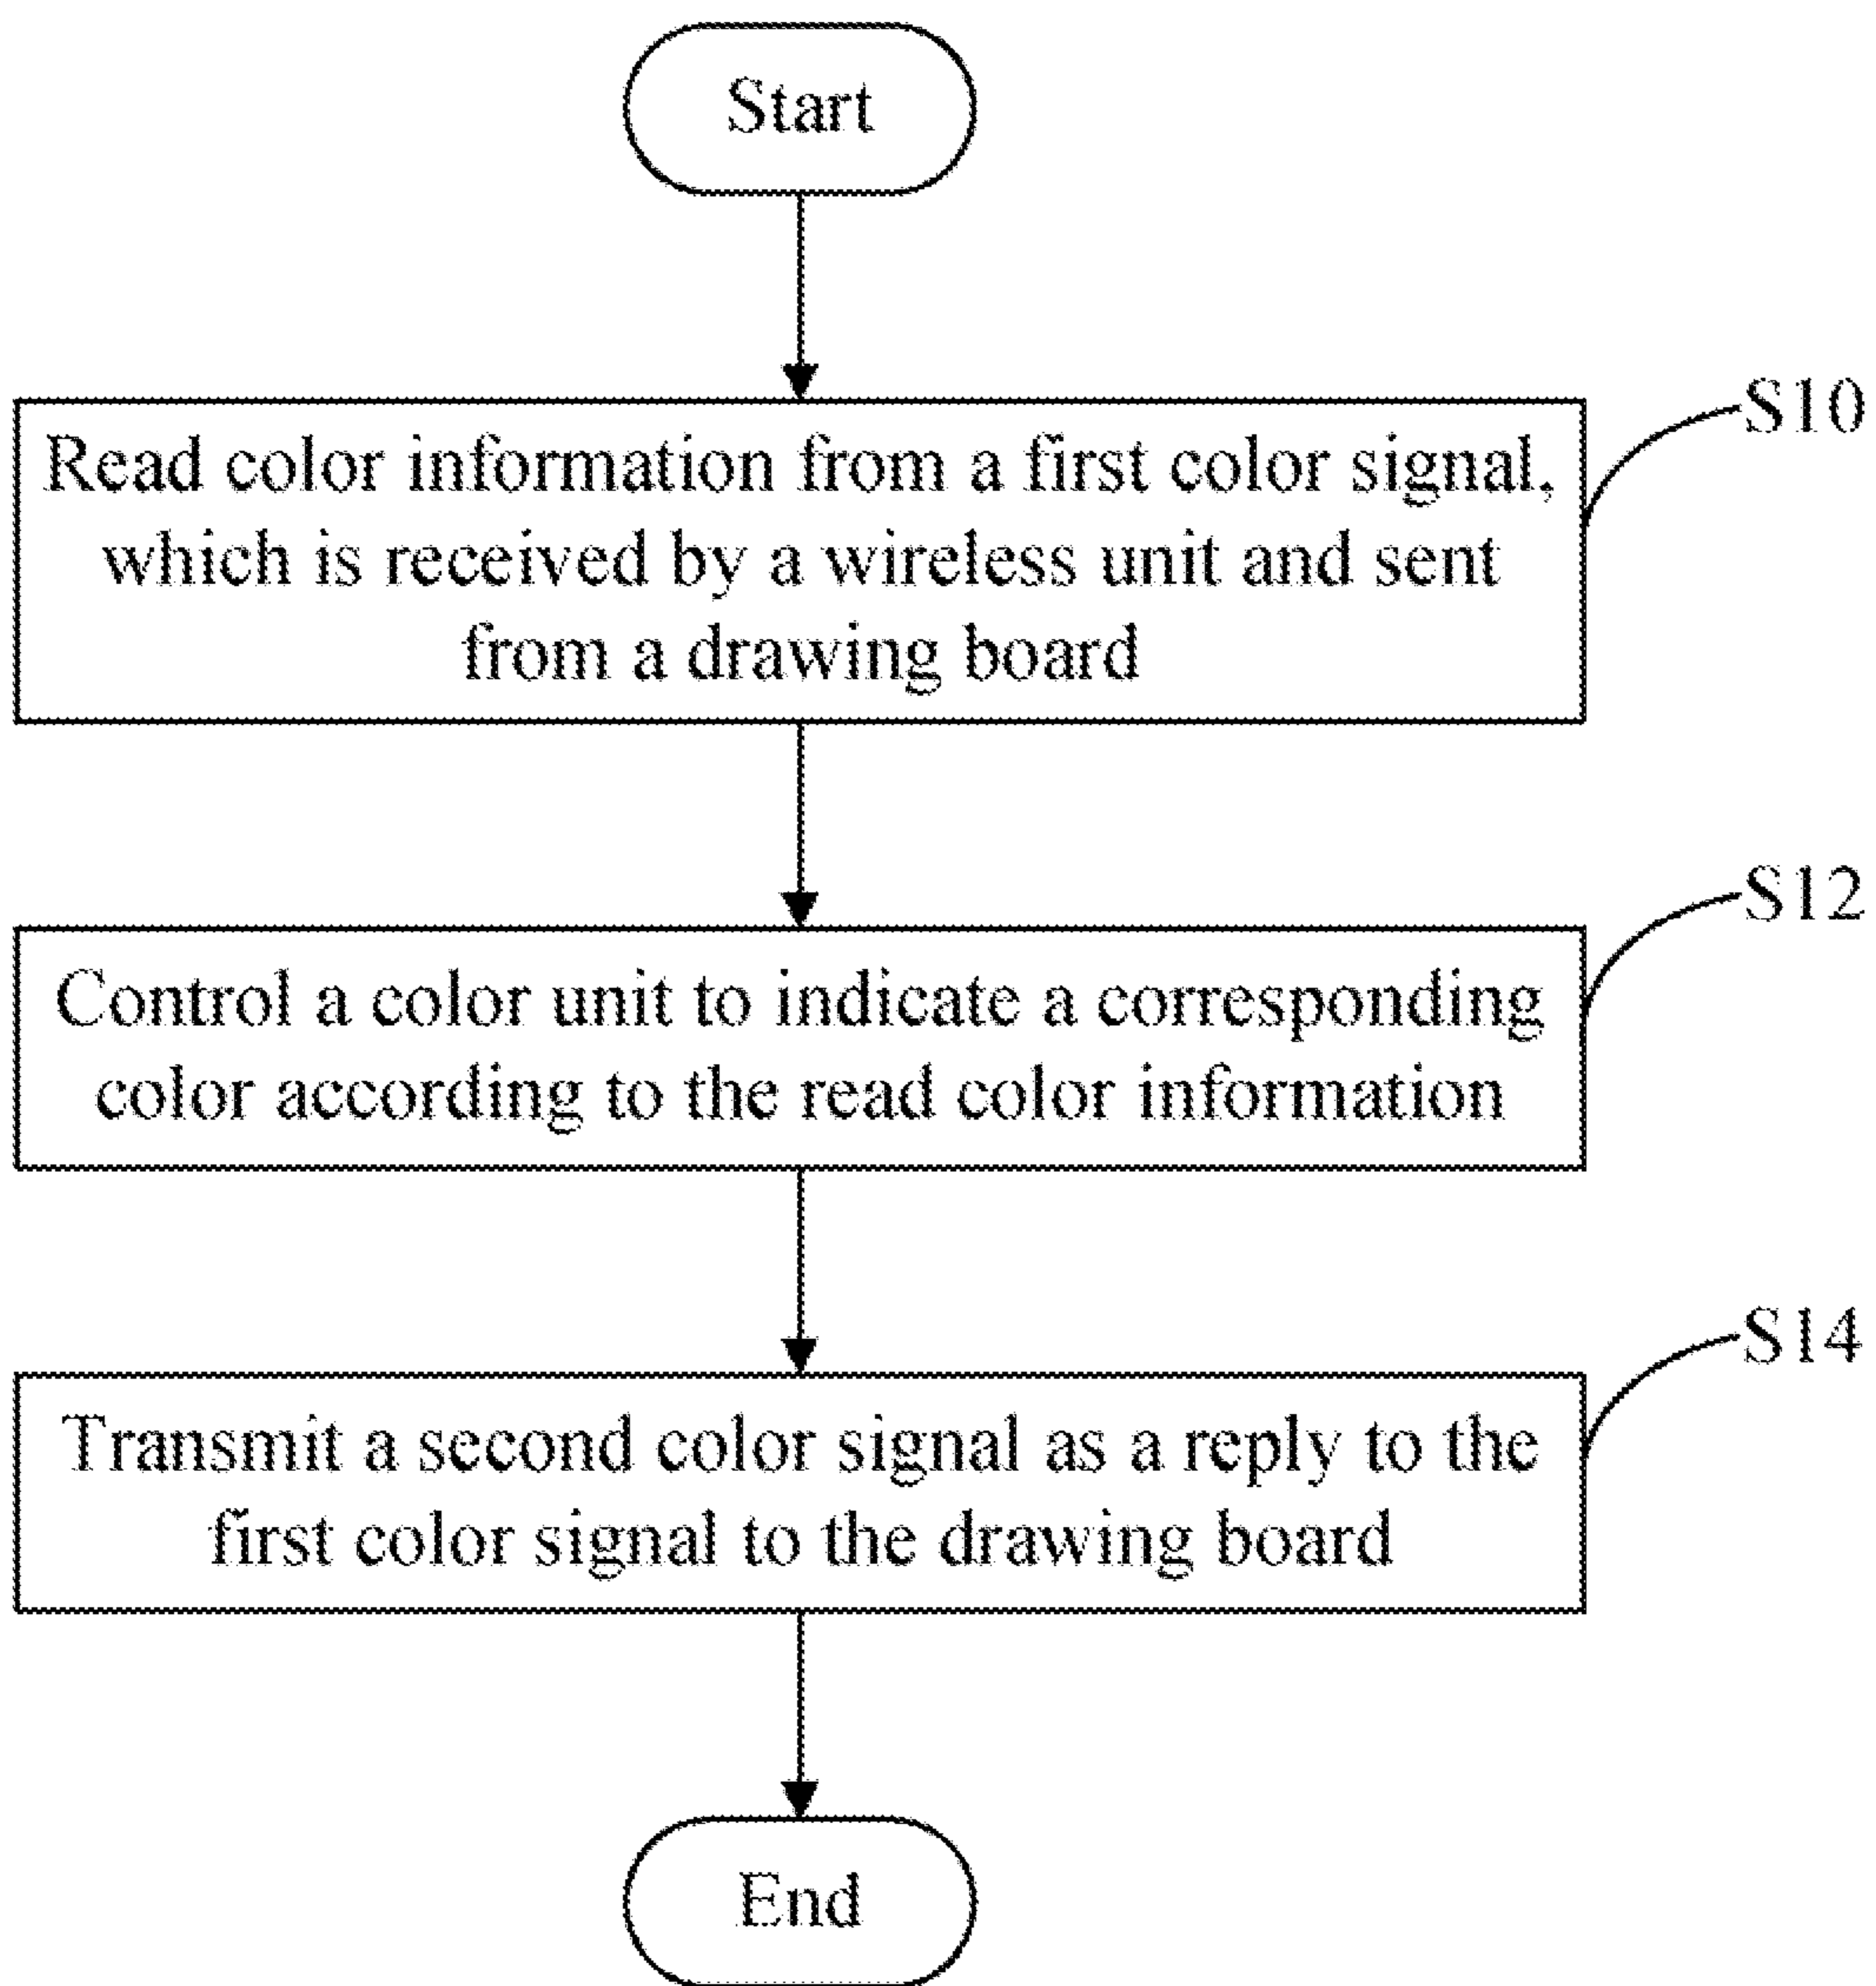 Start
S10
Read color information from a first color signal,
which is received by a wireless unit and sent
from a drawing board
S12
Control a color unit to indicate a corresponding
color according to the read color information
S14
Transmit a second color signal as a reply to the
first color signal to the drawing board
End